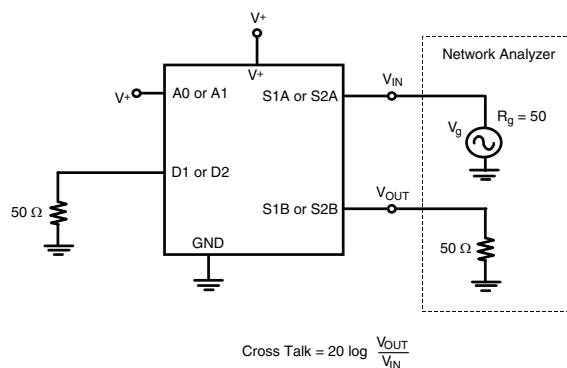 V+
Network Analyzer
V+
VIN
V+
A0 or A1
S1A or S2A
Rg = 50
Vg
D1 or D2
VOUT
S1B or S2B
50 Ω
GND
50 Ω
Cross Talk = 20 log VOUT
VIN